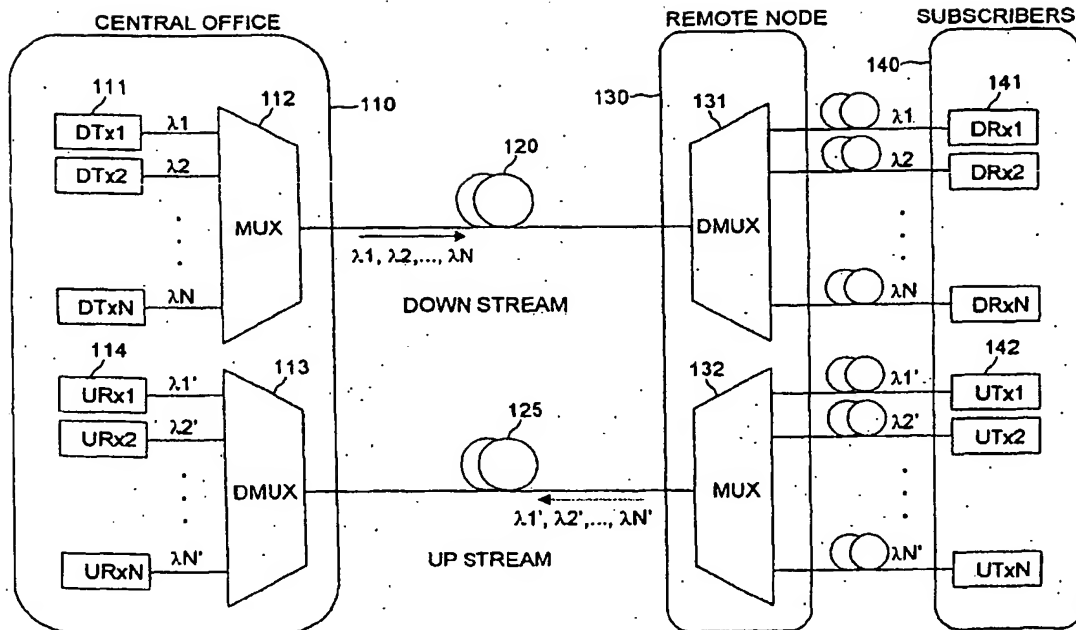 CENTRAL OFFICE
REMOTE NODE
SUBSCRIBERS
111
112
110
DTx1
λ1
DTx2
λ2
MUX
DTxN
λN
120
λ1, λ2,..., λN
DOWN STREAM
130
131
DMUX
λ1
λ2
λN
140
141
DRx1
DRx2
DRxN
114
113
URx1
λ1'
URx2
λ2'
DMUX
URxN
λN'
125
λ1', λ2',..., λN'
UP STREAM
132
MUX
λ1'
λ2'
λN'
142
UTx1
UTx2
UTxN